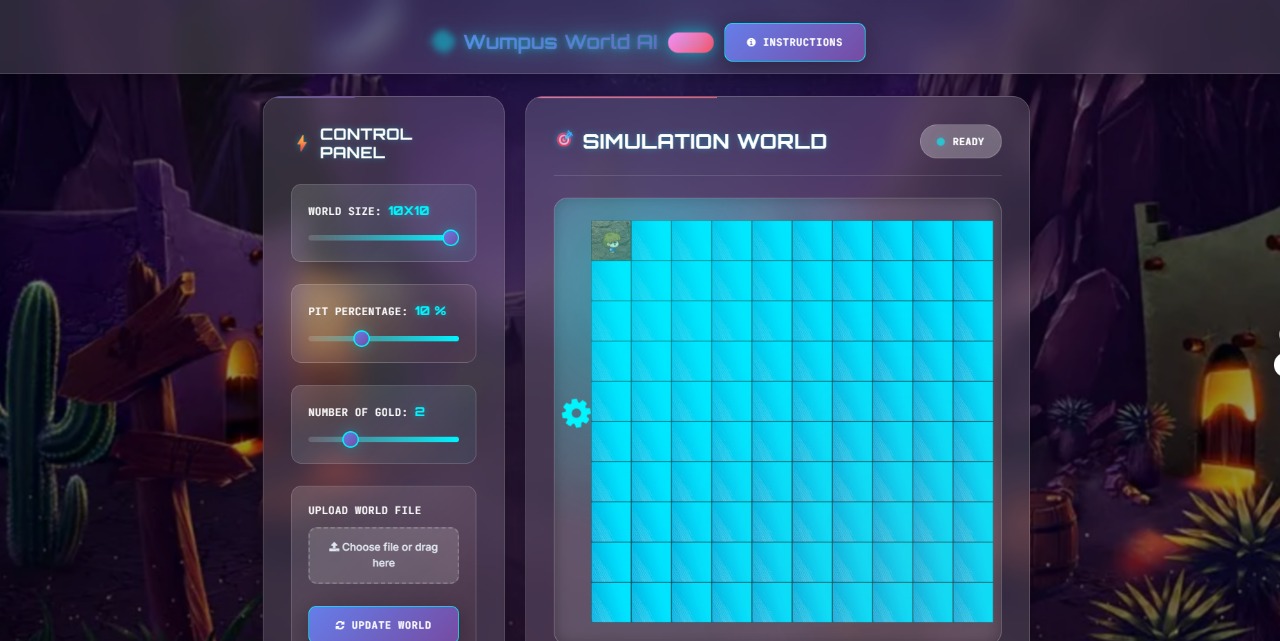 Wumpus World AI
INSTRUCTIONS
CONTROL
PANEL
WORLD SIZE: 10X10
PIT PERCENTAGE: 10 %
NUMBER OF GOLD: 2
UPLOAD WORLD FILE
Choose file or drag
here
UPDATE WORLD
SIMULATION WORLD
READY